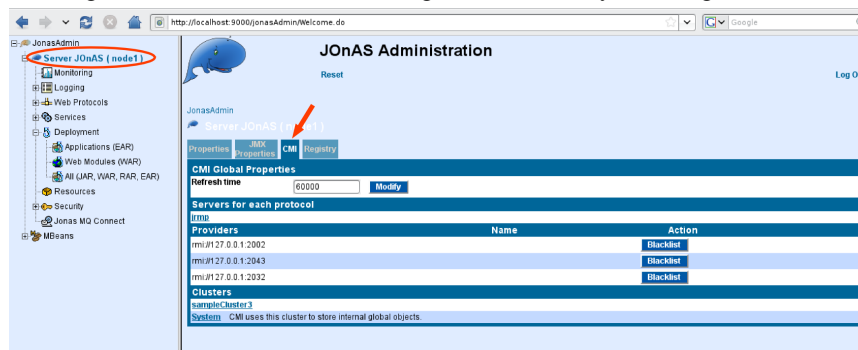 http://localhost:9000/jonasAdmin/Welcome.do
Google
JonasAdmin
Server JOnAS ( node1 )
Monitoring
Logging
Web Protocols
Services
Deployment
Applications (EAR)
Web Modules (WAR)
All (JAR, WAR, RAR, EAR)
Resources
Security
Jonas MQ Connect
MBeans
JOnAS Administration
Reset
Log O
JonasAdmin
Server JOnAS ( node1 )
Properties JMX Properties CMI Registry
CMI Global Properties
Refresh time 60000 Modify
Servers for each protocol
irmp
Providers Name Action
rmi://127.0.0.1:2002 Blacklist
rmi://127.0.0.1:2043 Blacklist
rmi://127.0.0.1:2032 Blacklist
Clusters
sampleCluster3
System CMI uses this cluster to store internal global objects.